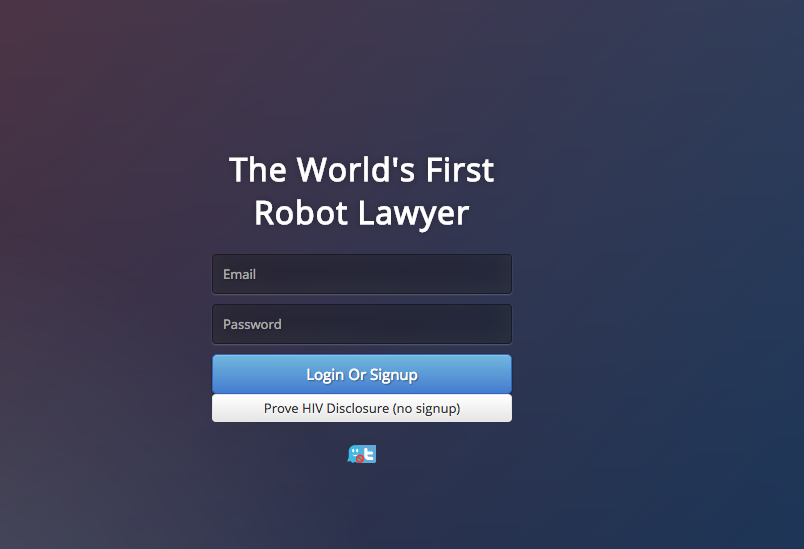 The World's First
Robot Lawyer
Email
Password
Login Or Signup
Prove HIV Disclosure (no signup)